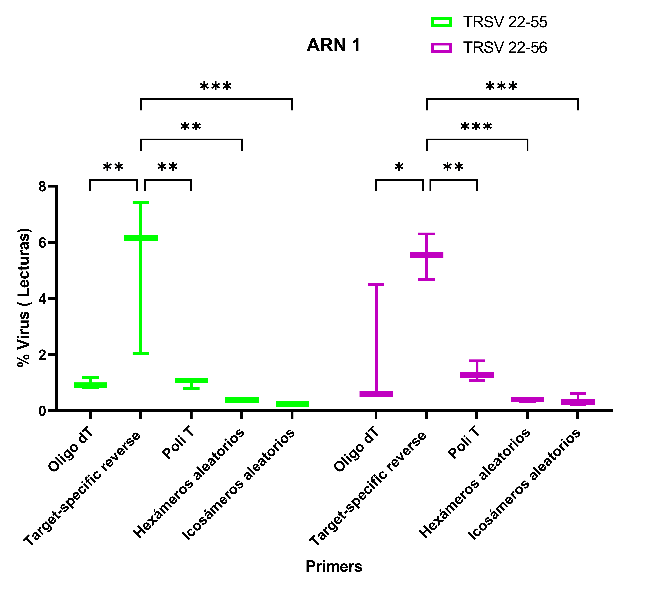 TRSV 22-55
TRSV 22-56
ARN 1
***
***
**
***
**
**
*
**
% Virus ( Lecturas)
8
6
4
2
0
Oligo dT
Target-specific reverse
Poli T
Hexámeros aleatorios
Icosámeros aleatorios
Oligo dT
Target-specific reverse
Poli T
Hexámeros aleatorios
Icosámeros aleatorios
Primers